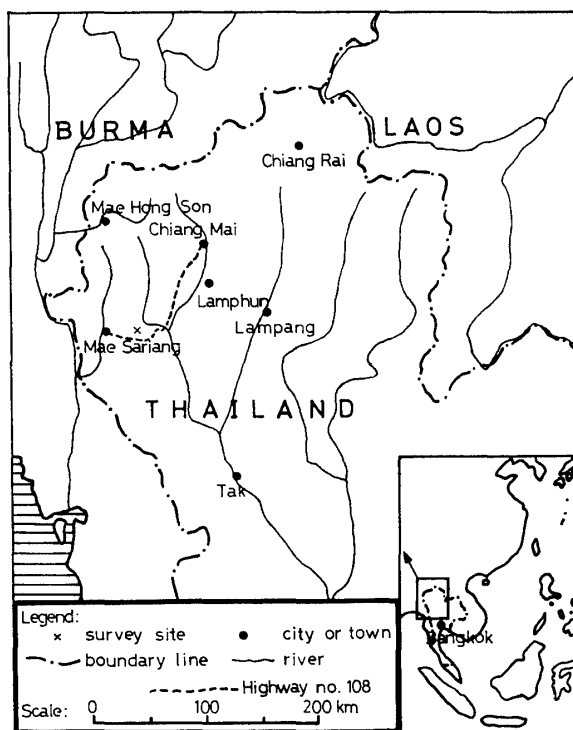 BURMA
LAOS
Chiang Rai
Mae Hong Son
Chiang Mai
Lamphun
Lampang
Mae Sariang
THAILAND
Tak
Bangkok
Legend:
× survey site
● city or town
boundary line
river
Highway no. 108
Scale: 0 100 200 km